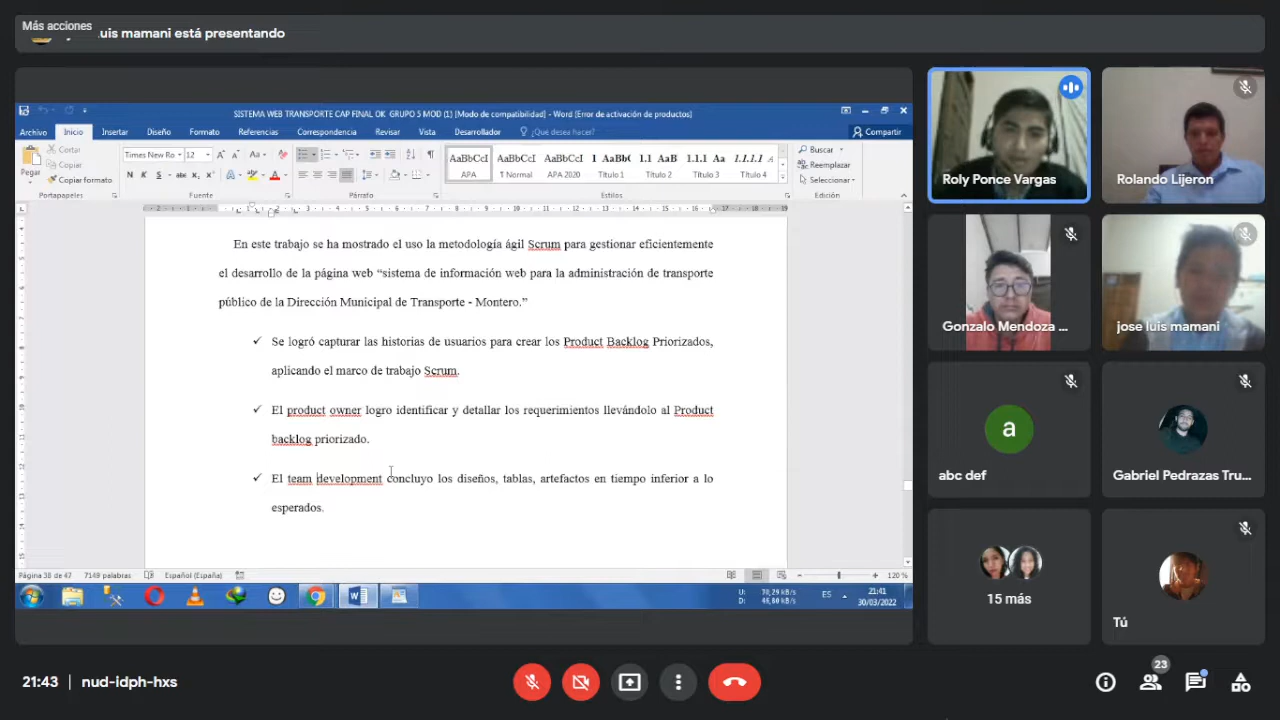 Más acciones
uis mamani está presentando
SISTEMA WEB TRANSPORTE CAP FINAL OK GRUPO 5 MOD (1) [Modo de compatibilidad] - Word [Error de activación de productos]
Archivo Inicio Insertar Diseño Formato Referencias Correspondencia Revisar Vista Desarrollador ¿Qué desea hacer? Compartir
Cortar
Copiar
Copiar formato
Pegar
Portapapeles
Times New Ro 12
Fuente
Párrafo
AaBbCcI AaBbCcI AaBbCcI 1 AaBbC 1.1 AaB 1.1.1 Aa 1.1.1.1 A
APA ¶ Normal APA 2020 Título 1 Título 2 Título 3 Título 4
Estilos
Buscar
Reemplazar
Seleccionar
Edición
En este trabajo se ha mostrado el uso la metodología ágil Scrum para gestionar eficientemente
el desarrollo de la página web “sistema de información web para la administración de transporte
público de la Dirección Municipal de Transporte - Montero.”
✓ Se logró capturar las historias de usuarios para crear los Product Backlog Priorizados,
aplicando el marco de trabajo Scrum.
✓ El product owner logro identificar y detallar los requerimientos llevándolo al Product
backlog priorizado.
✓ El team development concluyo los diseños, tablas, artefactos en tiempo inferior a lo
esperados.
Página 38 de 47 7149 palabras Español (España) 120 %
U: 70,29 kB/s
D: 46,80 kB/s
ES
21:41
30/03/2022
Roly Ponce Vargas
Rolando Lijeron
Gonzalo Mendoza ...
jose luis mamani
a
abc def
Gabriel Pedrazas Tru...
15 más
Tú
21:43 | nud-idph-hxs
23